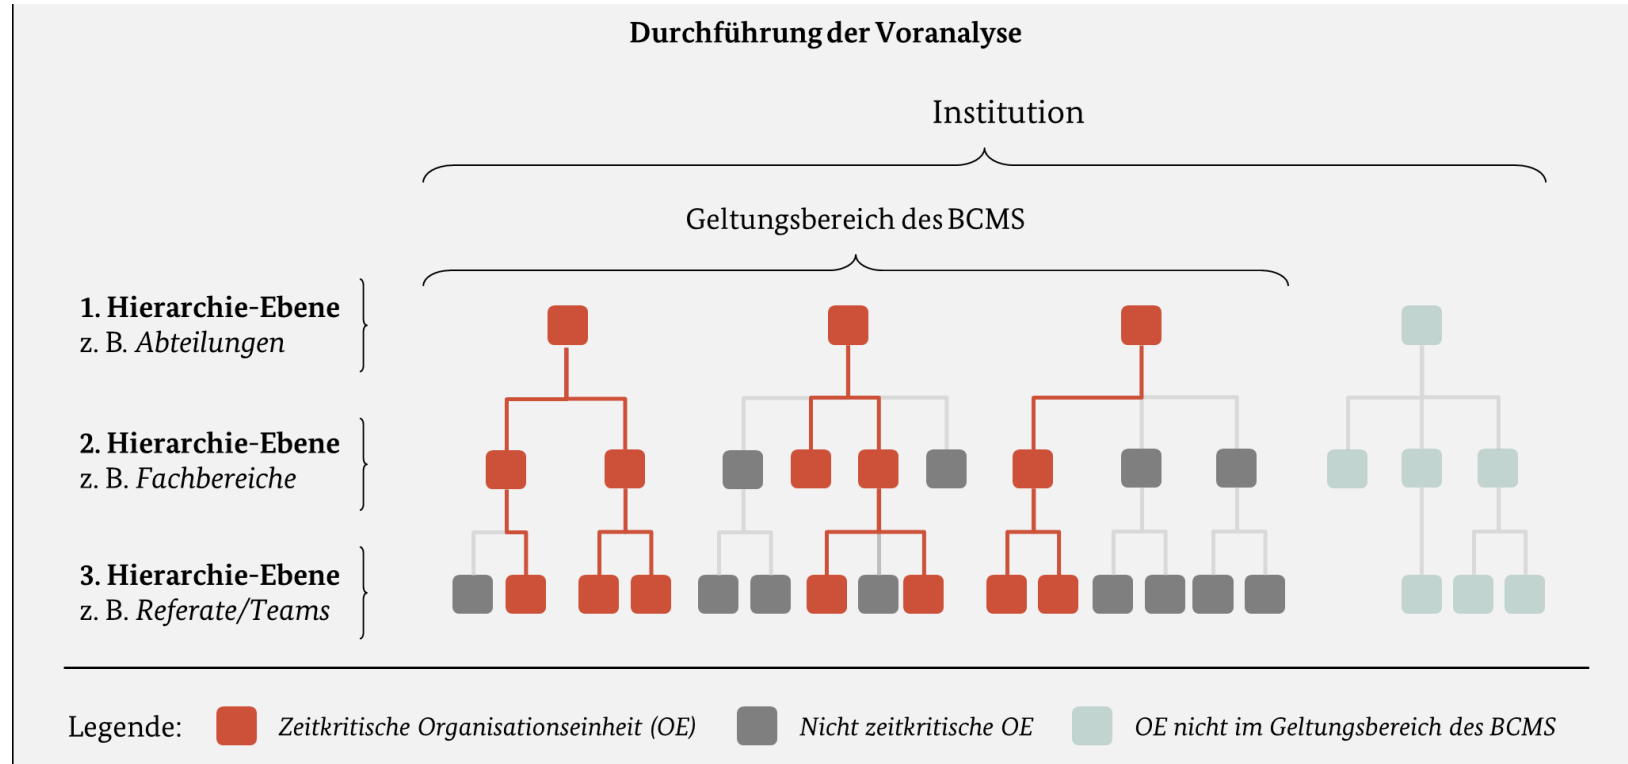 Durchführung der Voranalyse
Institution
Geltungsbereich des BCMS
1. Hierarchie-Ebene
z. B. Abteilungen
2. Hierarchie-Ebene
z. B. Fachbereiche
3. Hierarchie-Ebene
z. B. Referate/Teams
Legende: Zeitkritische Organisationseinheit (OE) Nicht zeitkritische OE OE nicht im Geltungsbereich des BCMS